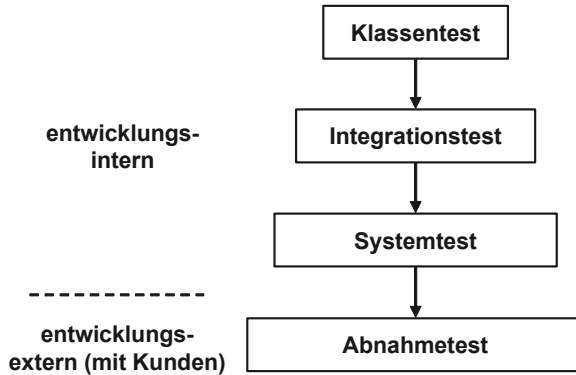 Klassentest
entwicklungs-
intern
Integrationstest
Systemtest
entwicklungs-
extern (mit Kunden)
Abnahmetest